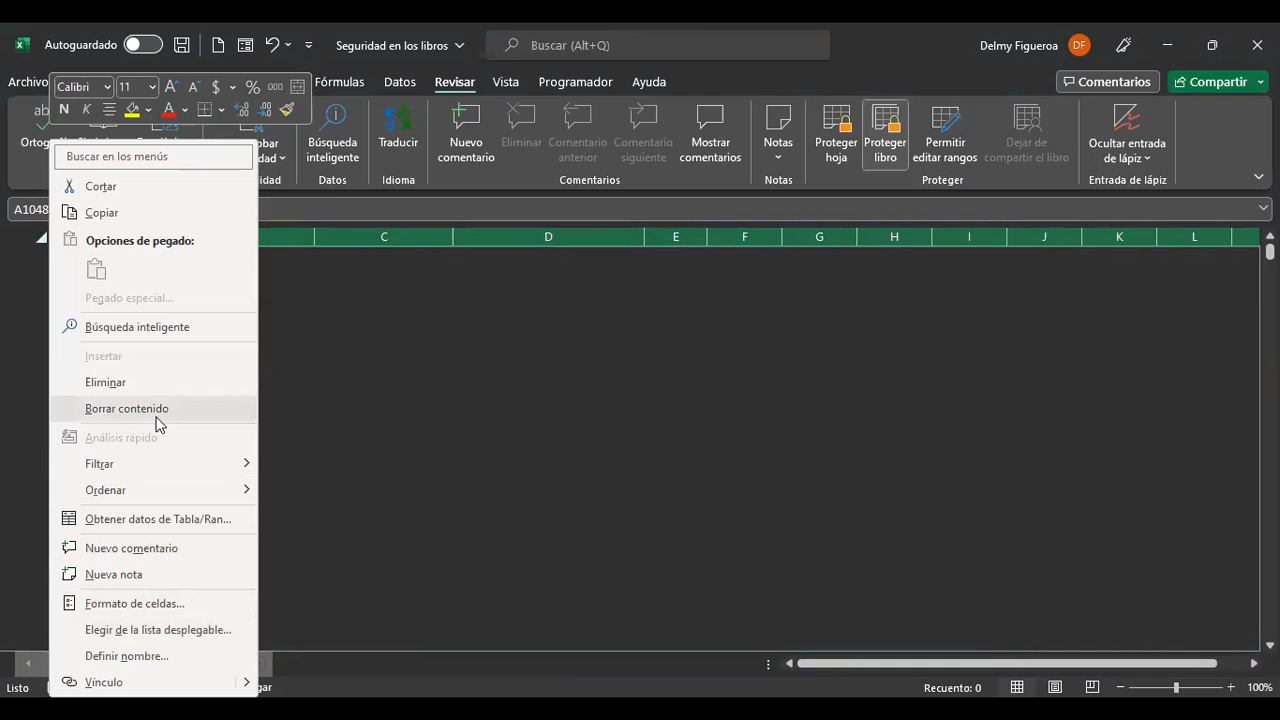 Autoguardado Seguridad en los libros Buscar (Alt+Q) Delmy Figueroa DF
Archivo Fórmulas Datos Revisar Vista Programador Ayuda Comentarios Compartir
Calibri 11 A A $ % 000
N K A
Búsqueda inteligente
Traducir
Nuevo comentario
Eliminar
Comentario anterior
Comentario siguiente
Mostrar comentarios
Notas
Proteger hoja
Proteger libro
Permitir editar rangos
Dejar de compartir el libro
Ocultar entrada de lápiz
Datos Idioma Comentarios Notas Proteger Entrada de lápiz
A1048
C D E F G H I J K L
Buscar en los menús
Cortar
Copiar
Opciones de pegado:
Pegado especial...
Búsqueda inteligente
Insertar
Eliminar
Borrar contenido
Análisis rápido
Filtrar
Ordenar
Obtener datos de Tabla/Ran...
Nuevo comentario
Nueva nota
Formato de celdas...
Elegir de la lista desplegable...
Definir nombre...
Vínculo
Listo Recuento: 0 100%